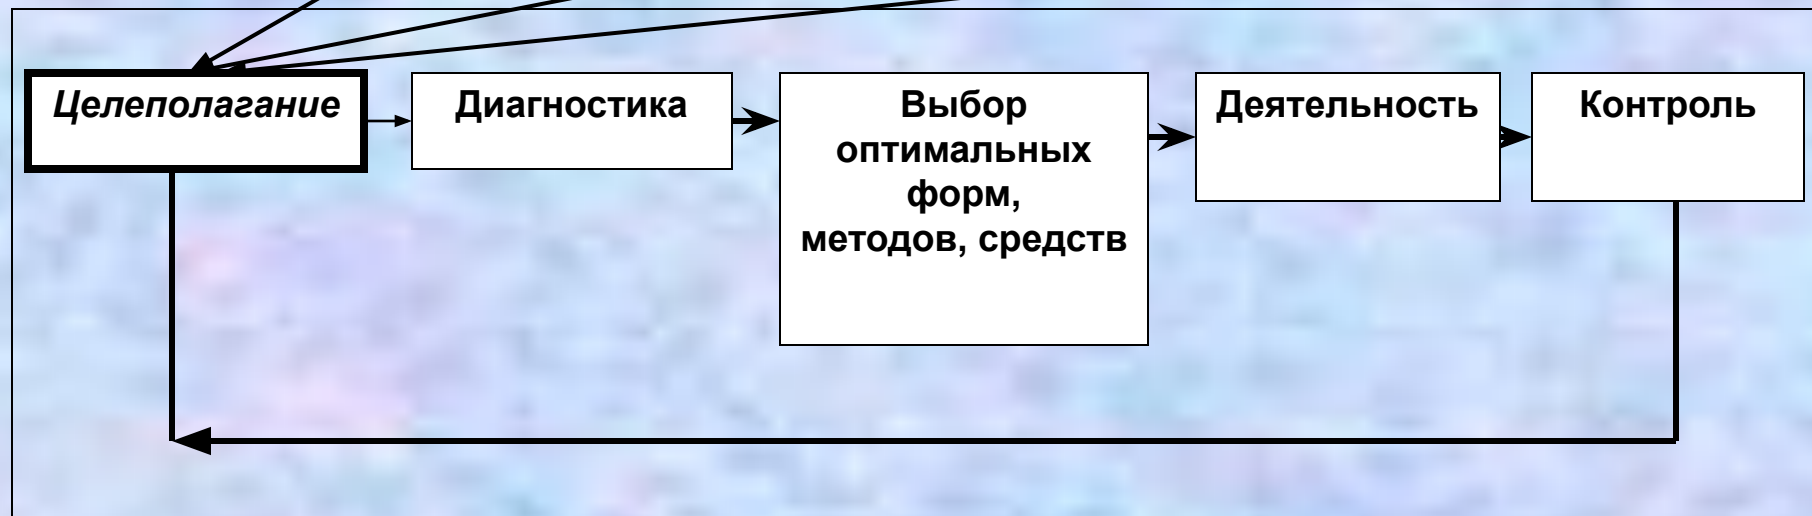 Целеполагание
Диагностика
Выбор
оптимальных
форм,
методов, средств
Деятельность
Контроль